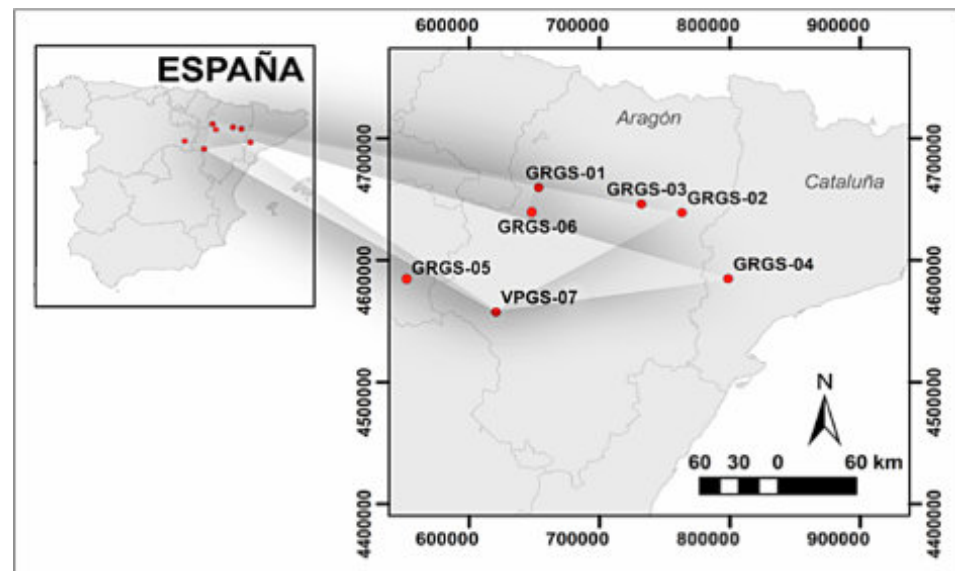 ESPAÑA
600000 700000 800000 900000
4700000
4600000
4500000
4400000
Aragón
Cataluña
GRGS-01
GRGS-03
GRGS-02
GRGS-06
GRGS-04
GRGS-05
VPGS-07
N
60 30 0 60 km
4700000
4600000
4500000
4400000
600000 700000 800000 900000